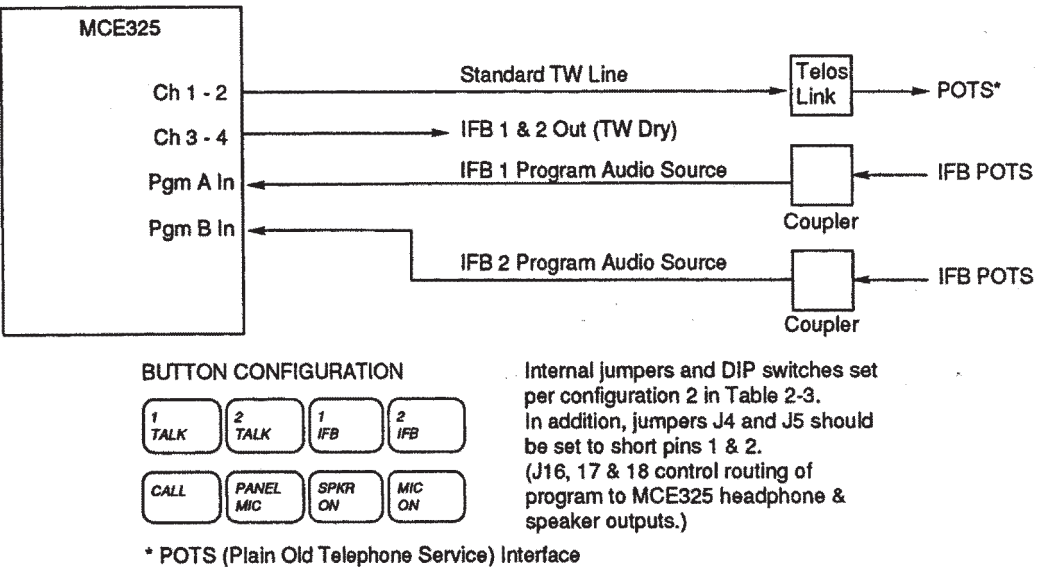 MCE325
Ch 1 - 2
Standard TW Line
Telos
Link
POTS*
Ch 3 - 4
IFB 1 & 2 Out (TW Dry)
Pgm A In
IFB 1 Program Audio Source
IFB POTS
Coupler
Pgm B In
IFB 2 Program Audio Source
IFB POTS
Coupler
BUTTON CONFIGURATION
1
TALK
2
TALK
1
IFB
2
IFB
CALL
PANEL
MIC
SPKR
ON
MIC
ON
Internal jumpers and DIP switches set
per configuration 2 in Table 2-3.
In addition, jumpers J4 and J5 should
be set to short pins 1 & 2.
(J16, 17 & 18 control routing of
program to MCE325 headphone &
speaker outputs.)
* POTS (Plain Old Telephone Service) Interface